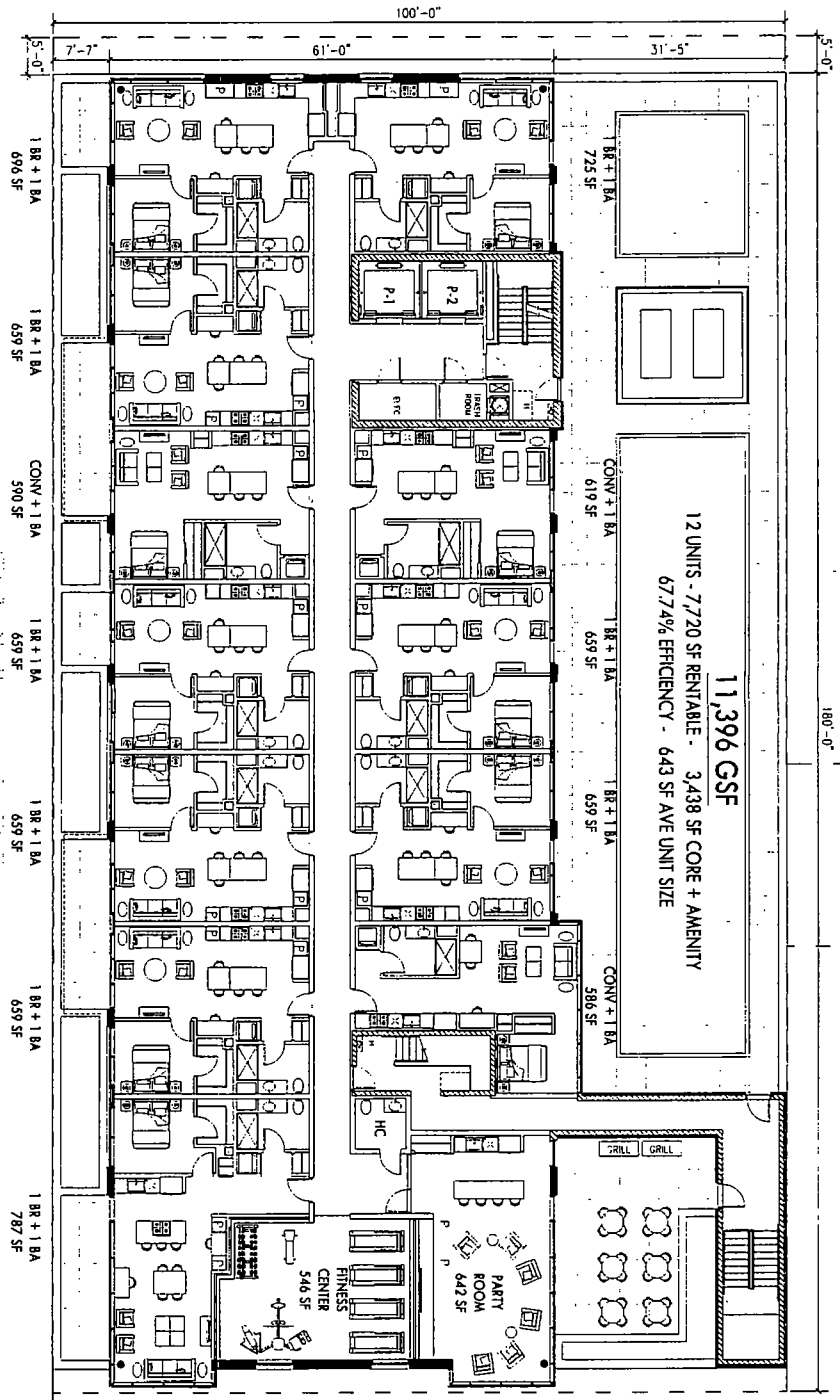 100'-0"
5'-0"
7'-7"
61'-0"
31'-5"
5'-0"
180'-0"
1 BR + 1 BA
725 SF
CONV + 1 BA
619 SF
1 BR + 1 BA
659 SF
1 BR + 1 BA
659 SF
CONV + 1 BA
586 SF
11,396 GSF
12 UNITS - 7,720 SF RENTABLE - 3,438 SF CORE + AMENITY
67.74% EFFICIENCY - 643 SF AVE UNIT SIZE
P-1
P-2
ELEC
TRASH
ROOM
HC
GRILL
GRILL
PARTY
ROOM
642 SF
FITNESS
CENTER
546 SF
P
P
P
P
P
P
P
P
P
P
P
P
P
P
1 BR + 1 BA
696 SF
1 BR + 1 BA
659 SF
CONV + 1 BA
590 SF
1 BR + 1 BA
659 SF
1 BR + 1 BA
659 SF
1 BR + 1 BA
659 SF
1 BR + 1 BA
787 SF